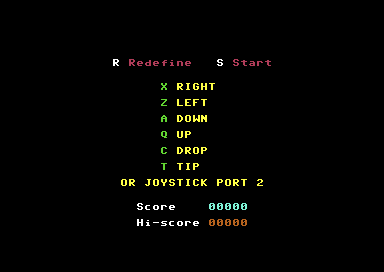 R Redefine S Start
X RIGHT
Z LEFT
A DOWN
Q UP
C DROP
T TIP
OR JOYSTICK PORT 2
Score 00000
Hi-score 00000